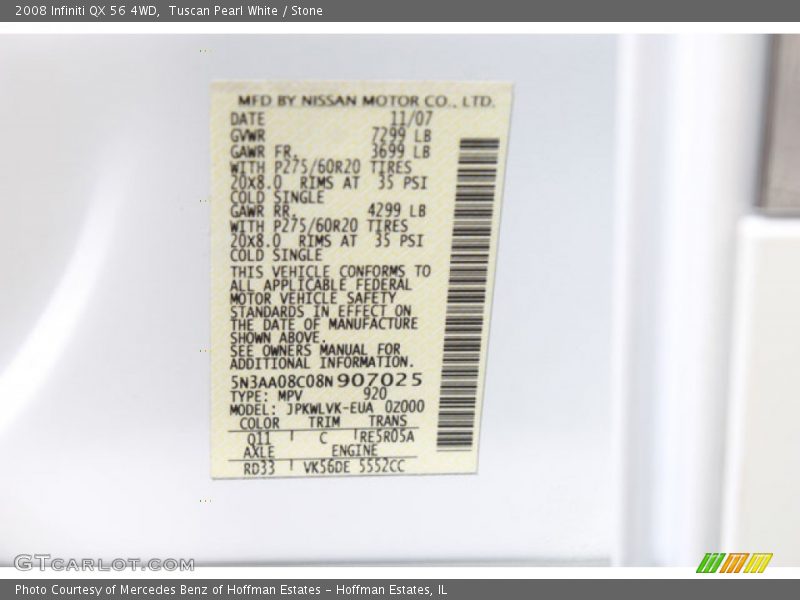 2008 Infiniti QX 56 4WD,  Tuscan Pearl White / Stone
MFD BY NISSAN MOTOR CO., LTD.
DATE 11/07
GVWR 7299 LB
GAWR FR. 3699 LB
WITH P275/60R20 TIRES
20X8.0 RIMS AT 35 PSI
COLD SINGLE
GAWR RR. 4299 LB
WITH P275/60R20 TIRES
20X8.0 RIMS AT 35 PSI
COLD SINGLE
THIS VEHICLE CONFORMS TO
ALL APPLICABLE FEDERAL
MOTOR VEHICLE SAFETY
STANDARDS IN EFFECT ON
THE DATE OF MANUFACTURE
SHOWN ABOVE.
SEE OWNERS MANUAL FOR
ADDITIONAL INFORMATION.
5N3AA08C08N907025
TYPE: MPV 920
MODEL: JPKWLVK-EUA 0Z000
COLOR TRIM TRANS
Q11 C RE5R05A
AXLE ENGINE
RD33 VK56DE 5552CC
GTCARLOT.COM
Photo Courtesy of Mercedes Benz of Hoffman Estates - Hoffman Estates, IL